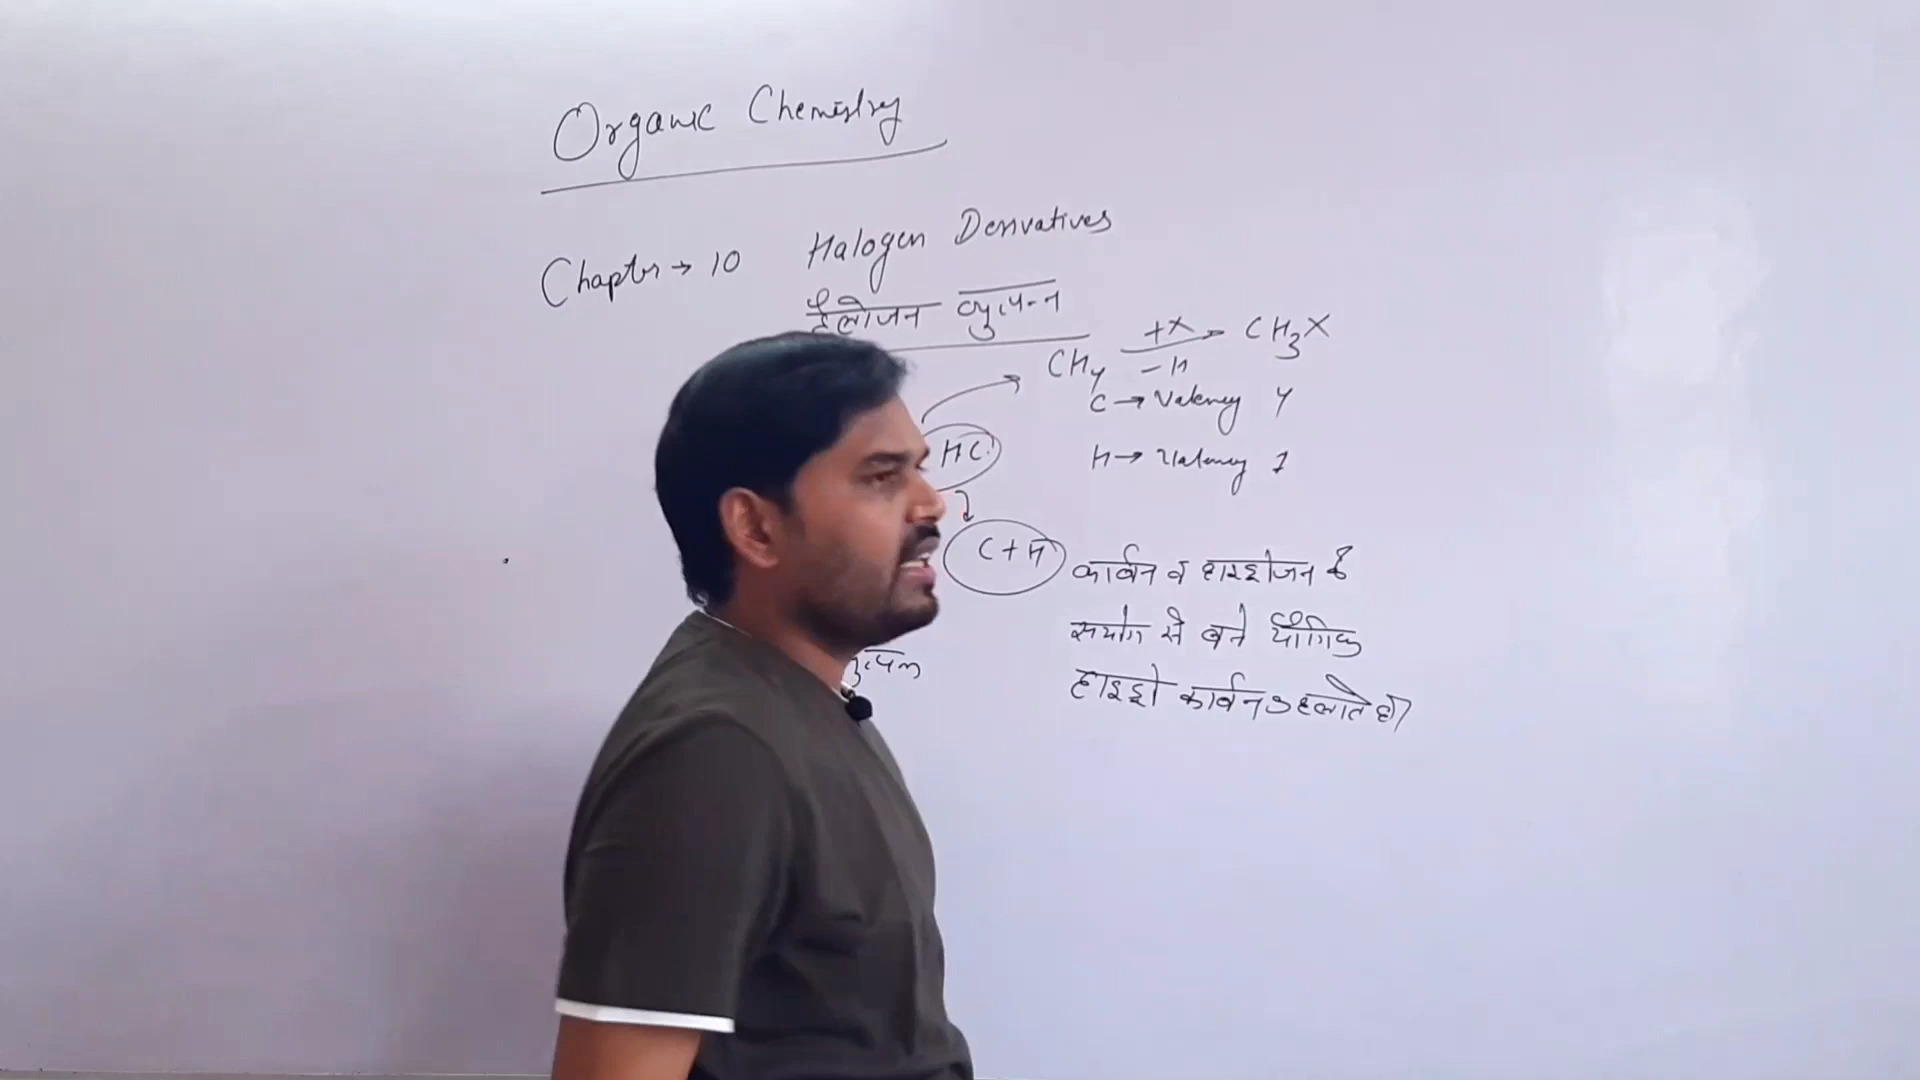 Organic Chemistry
Chapter → 10 Halogen Derivatives
हैलोजन व्युत्पन्न
CH4 +X → CH3X
-H
C → Valency 4
HC
H → Valency 1
C + H
कार्बन व हाइड्रोजन के
संयोग से बने यौगिक
हाइड्रो कार्बन कहलाते है।